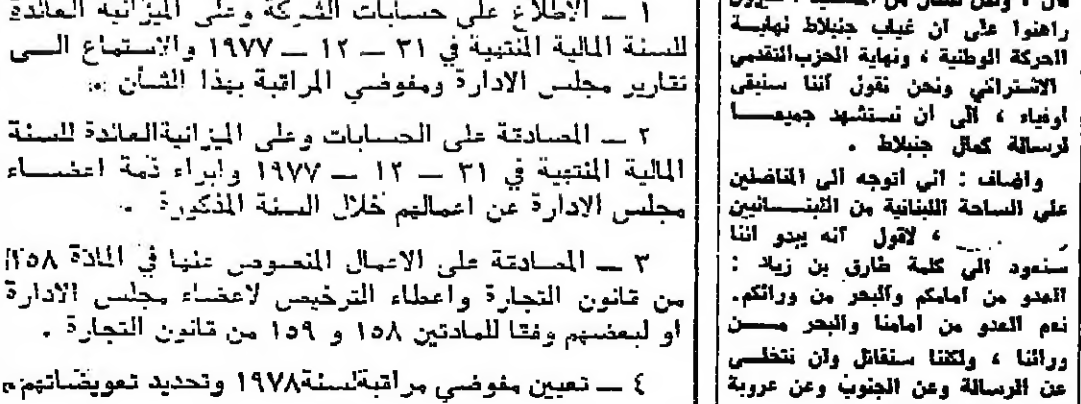 ١ — الاطلاع على حسابات الشركة وعلى الميزانية العائدة
للسنة المالية المنتهية في ٣١ — ١٢ — ١٩٧٧ والاستماع الى
تقارير مجلس الادارة ومفوضي المراقبة بهذا الشأن .
٢ — المصادقة على الحسابات وعلى الميزانية العائدة للسنة
المالية المنتهية في ٣١ — ١٢ — ١٩٧٧ وابراء ذمة اعضاء
مجلس الادارة عن اعمالهم خلال السنة المذكورة .
٣ — المصادقة على الاعمال المنصوص عنها في المادة ١٥٨
من قانون التجارة واعطاء الترخيص لاعضاء مجلس الادارة
او لبعضهم وفقا للمادتين ١٥٨ و ١٥٩ من قانون التجارة .
٤ — تعيين مفوضي مراقبة لسنة ١٩٧٨ وتحديد تعويضاتهم
راهنوا على ان غياب جنبلاط نهاية
الحركة الوطنية ، ونهاية الحزب التقدمي
الاشتراكي ونحن نقول أننا سنبقى
أوفياء ، الى ان نستشهد جميعا
لرسالة كمال جنبلاط .
واضاف : اني اتوجه الى المناضلين
على الساحة اللبنانية من اللبنانيين
، لاقول انه يبدو اننا
سنعود الى كلمة طارق بن زياد :
العدو من امامكم والبحر من ورائكم.
نعم العدو من امامنا والبحر من
ورائنا ، ولكننا سنقاتل ولن نتخلى
عن الرسالة وعن الجنوب وعن عروبة